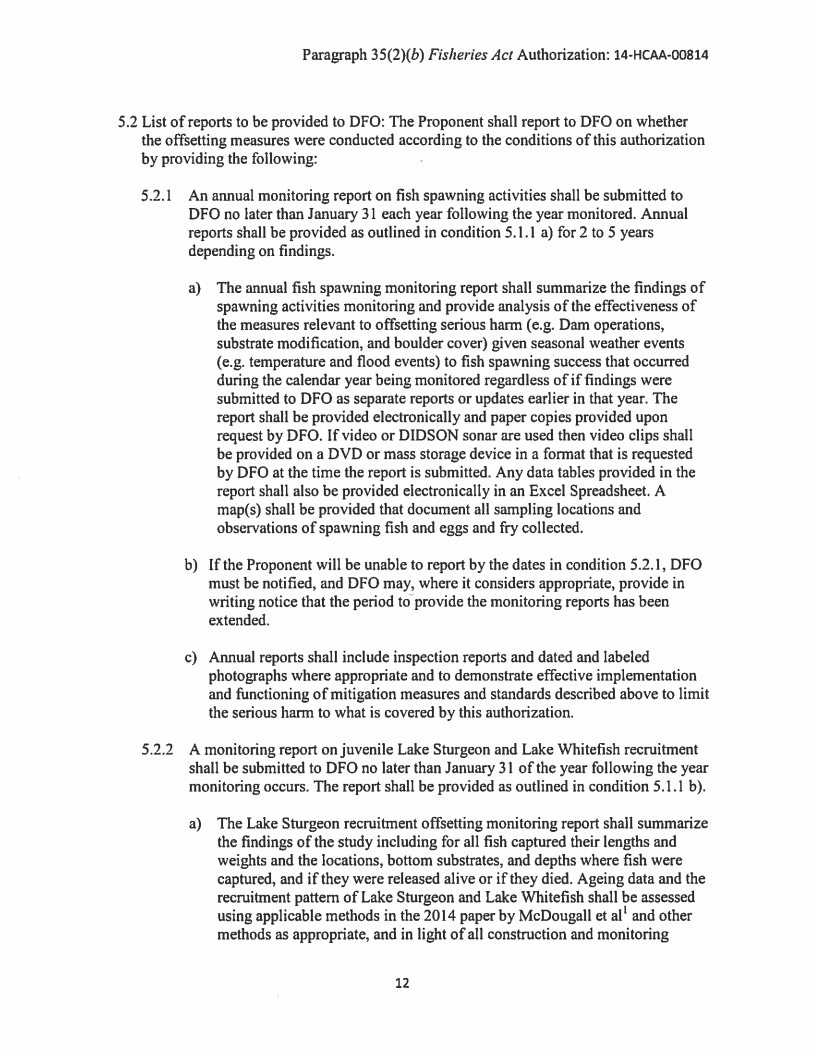 Paragraph 35(2)(b) Fisheries Act Authorization: 14-HCAA-00814
5.2 List of reports to be provided to DFO: The Proponent shall report to DFO on whether
the offsetting measures were conducted according to the conditions of this authorization
by providing the following:
5.2.1 An annual monitoring report on fish spawning activities shall be submitted to
DFO no later than January 31 each year following the year monitored. Annual
reports shall be provided as outlined in condition 5.1.1 a) for 2 to 5 years
depending on findings.
a) The annual fish spawning monitoring report shall summarize the findings of
spawning activities monitoring and provide analysis of the effectiveness of
the measures relevant to offsetting serious harm (e.g. Dam operations,
substrate modification, and boulder cover) given seasonal weather events
(e.g. temperature and flood events) to fish spawning success that occurred
during the calendar year being monitored regardless of if findings were
submitted to DFO as separate reports or updates earlier in that year. The
report shall be provided electronically and paper copies provided upon
request by DFO. If video or DIDSON sonar are used then video clips shall
be provided on a DVD or mass storage device in a format that is requested
by DFO at the time the report is submitted. Any data tables provided in the
report shall also be provided electronically in an Excel Spreadsheet. A
map(s) shall be provided that document all sampling locations and
observations of spawning fish and eggs and fry collected.
b) If the Proponent will be unable to report by the dates in condition 5.2.1, DFO
must be notified, and DFO may, where it considers appropriate, provide in
writing notice that the period to provide the monitoring reports has been
extended.
c) Annual reports shall include inspection reports and dated and labeled
photographs where appropriate and to demonstrate effective implementation
and functioning of mitigation measures and standards described above to limit
the serious harm to what is covered by this authorization.
5.2.2 A monitoring report on juvenile Lake Sturgeon and Lake Whitefish recruitment
shall be submitted to DFO no later than January 31 of the year following the year
monitoring occurs. The report shall be provided as outlined in condition 5.1.1 b).
a) The Lake Sturgeon recruitment offsetting monitoring report shall summarize
the findings of the study including for all fish captured their lengths and
weights and the locations, bottom substrates, and depths where fish were
captured, and if they were released alive or if they died. Ageing data and the
recruitment pattern of Lake Sturgeon and Lake Whitefish shall be assessed
using applicable methods in the 2014 paper by McDougall et al1 and other
methods as appropriate, and in light of all construction and monitoring
12